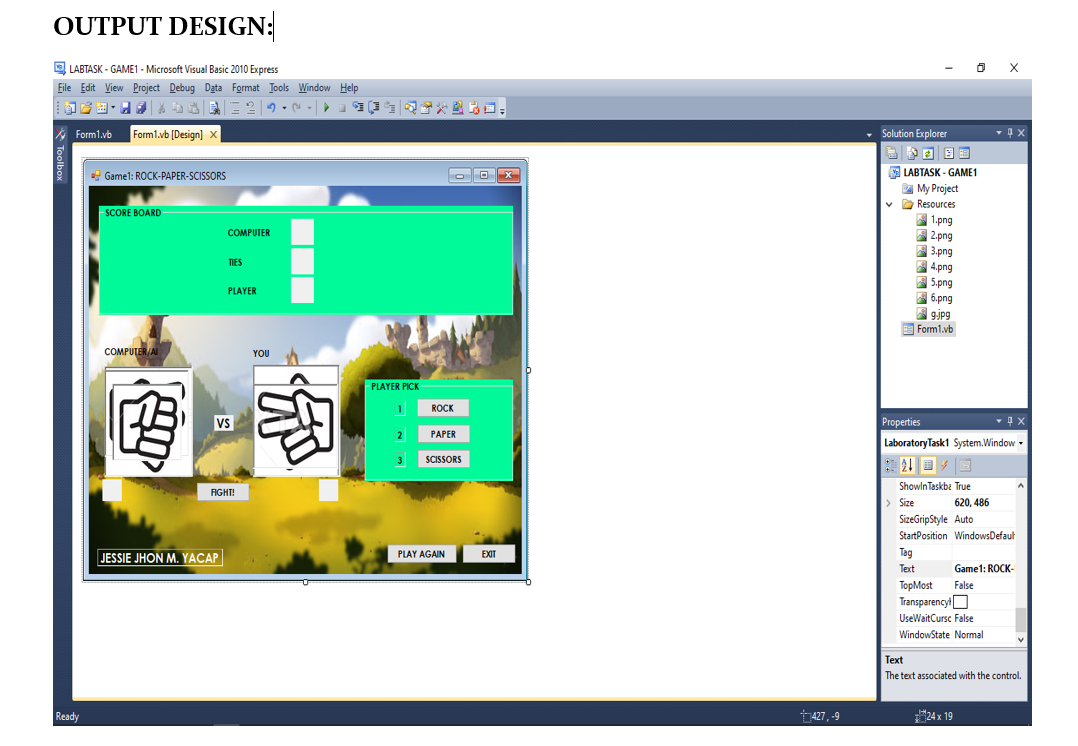 OUTPUT DESIGN:
LABTASK - GAME1 - Microsoft Visual Basic 2010 Express
File Edit View Project Debug Data Format Tools Window Help
Form1.vb Form1.vb [Design]
Toolbox
Game1: ROCK-PAPER-SCISSORS
SCORE BOARD
COMPUTER
TIES
PLAYER
COMPUTER/AI YOU
VS
FIGHT!
PLAYER PICK
1 ROCK
2 PAPER
3 SCISSORS
JESSIE JHON M. YACAP
PLAY AGAIN EXIT
Solution Explorer
LABTASK - GAME1
My Project
Resources
1.png
2.png
3.png
4.png
5.png
6.png
g.jpg
Form1.vb
Properties
LaboratoryTask1 System.Window
ShowInTaskba True
Size 620, 486
SizeGripStyle Auto
StartPosition WindowsDefault
Tag
Text Game1: ROCK-
TopMost False
Transparency
UseWaitCurso False
WindowState Normal
Text
The text associated with the control.
Ready 427, -9 24 x 19